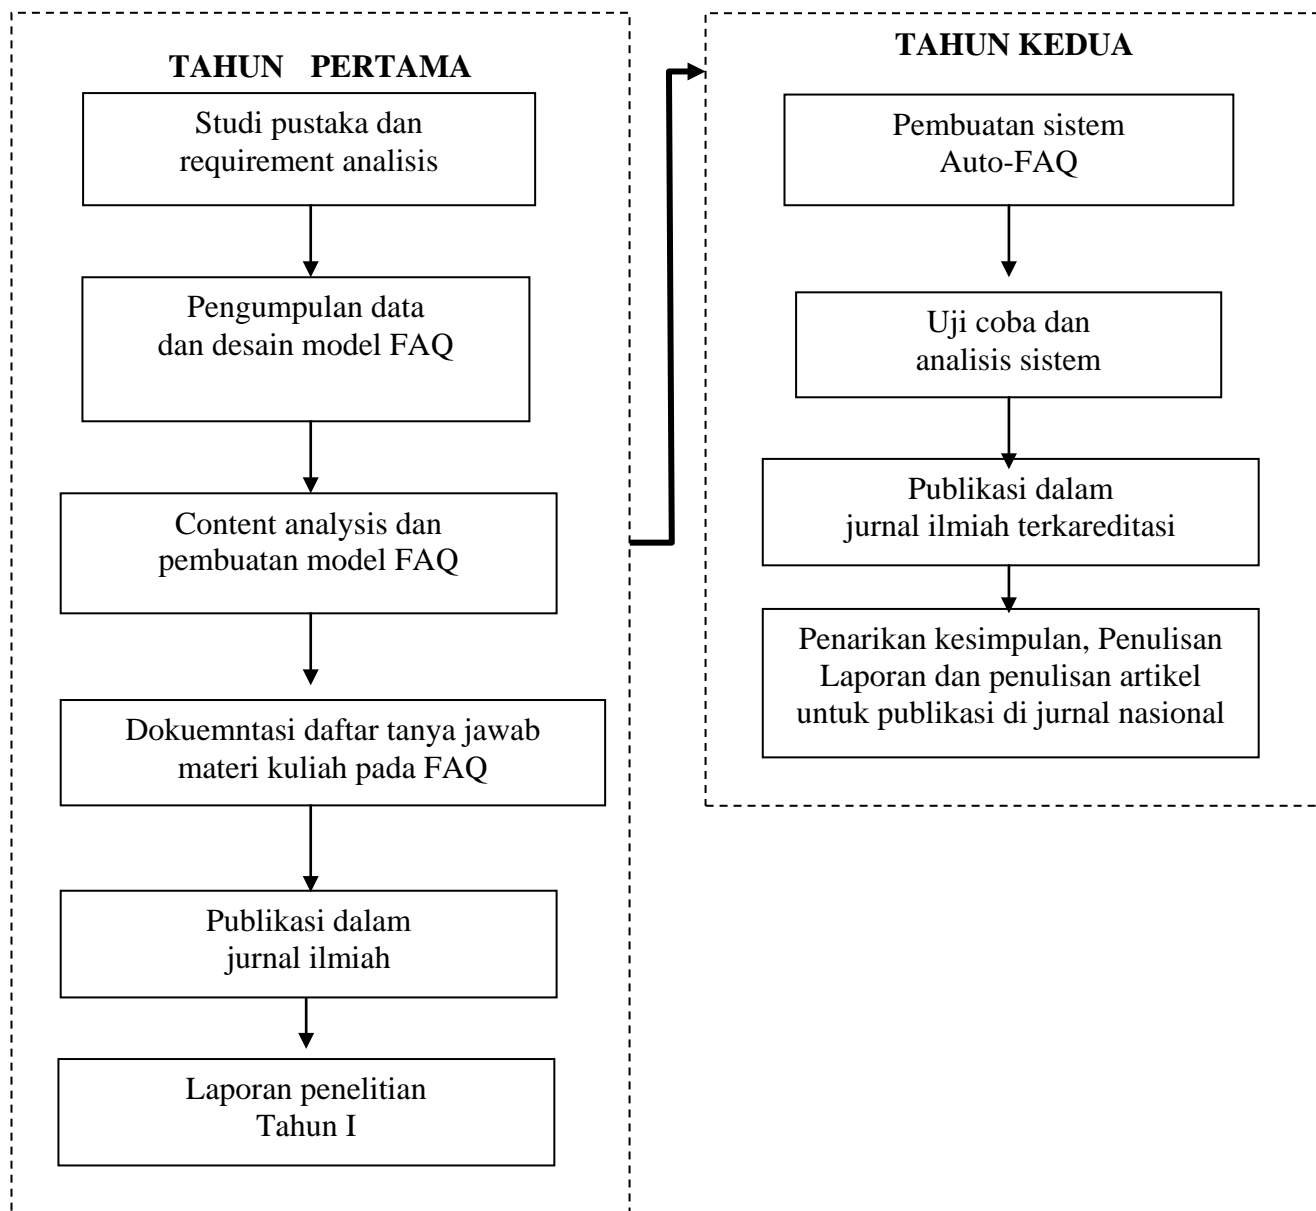 TAHUN PERTAMA
Studi pustaka dan
requirement analisis
Pengumpulan data
dan desain model FAQ
Content analysis dan
pembuatan model FAQ
Dokuemntasi daftar tanya jawab
materi kuliah pada FAQ
Publikasi dalam
jurnal ilmiah
Laporan penelitian
Tahun I
TAHUN KEDUA
Pembuatan sistem
Auto-FAQ
Uji coba dan
analisis sistem
Publikasi dalam
jurnal ilmiah terkareditasi
Penarikan kesimpulan, Penulisan
Laporan dan penulisan artikel
untuk publikasi di jurnal nasional